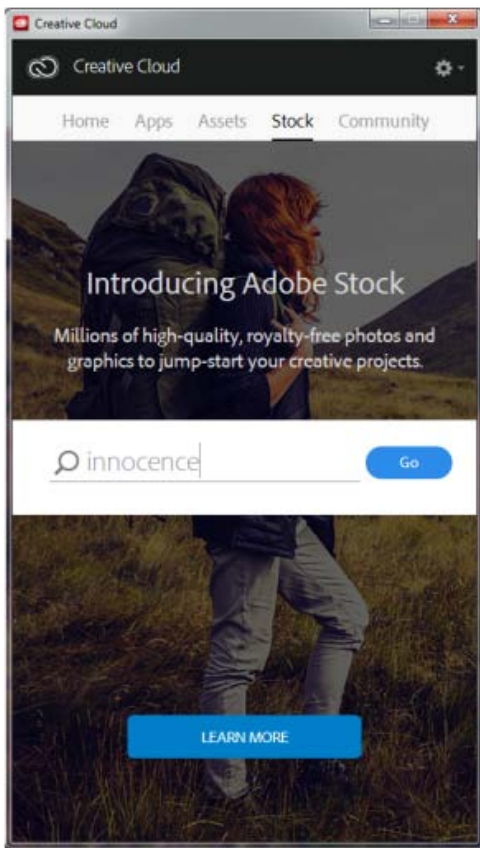 Creative Cloud
Creative Cloud
Home Apps Assets Stock Community
Introducing Adobe Stock
Millions of high-quality, royalty-free photos and
graphics to jump-start your creative projects.
innocence Go
LEARN MORE